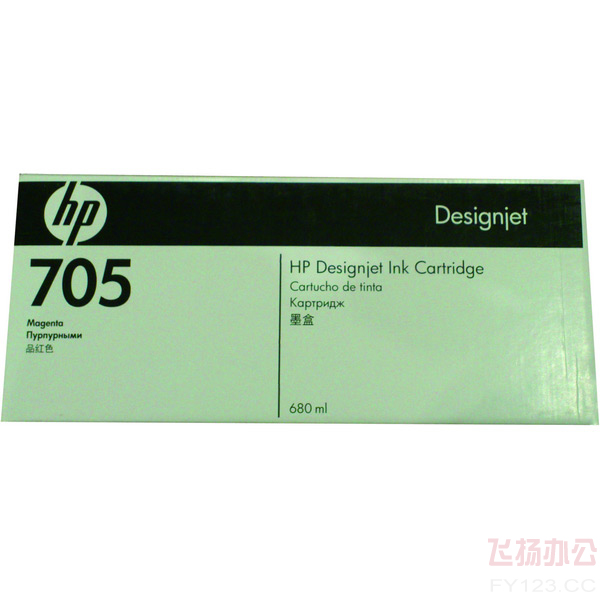 hp
Designjet
705
Magenta
Пурпурными
品紅色
HP Designjet Ink Cartridge
Cartucho de tinta
Картридж
墨盒
680 ml
飞扬办公
FY123.CC